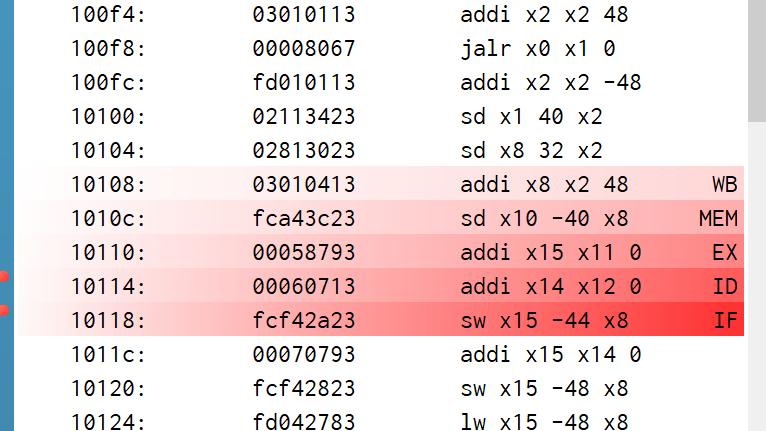 100f4: 03010113 addi x2 x2 48
100f8: 00008067 jalr x0 x1 0
100fc: fd010113 addi x2 x2 -48
10100: 02113423 sd x1 40 x2
10104: 02813023 sd x8 32 x2
10108: 03010413 addi x8 x2 48 WB
1010c: fca43c23 sd x10 -40 x8 MEM
10110: 00058793 addi x15 x11 0 EX
10114: 00060713 addi x14 x12 0 ID
10118: fcf42a23 sw x15 -44 x8 IF
1011c: 00070793 addi x15 x14 0
10120: fcf42823 sw x15 -48 x8
10124: fd042783 lw x15 -48 x8